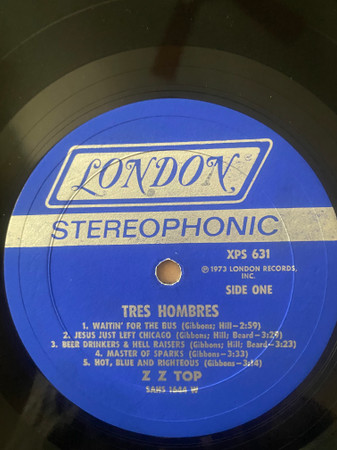 LONDON
STEREOPHONIC
XPS 631
℗ 1973 LONDON RECORDS,
INC.
SIDE ONE
TRES HOMBRES
1. WAITIN' FOR THE BUS (Gibbons; Hill—2:59)
2. JESUS JUST LEFT CHICAGO (Gibbons; Hill; Beard—3:29)
3. BEER DRINKERS & HELL RAISERS (Gibbons; Hill; Beard—3:23)
4. MASTER OF SPARKS (Gibbons—3:33)
5. HOT, BLUE AND RIGHTEOUS (Gibbons—3:14)
Z Z TOP
SAHS 1644 W